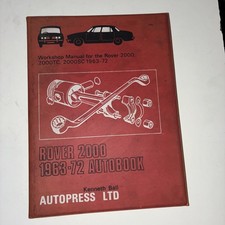 Workshop Manual for the Rover 2000,
2000TC, 2000SC 1963-72
ROVER 2000
1963-72 AUTOBOOK
Kenneth Ball
AUTOPRESS LTD